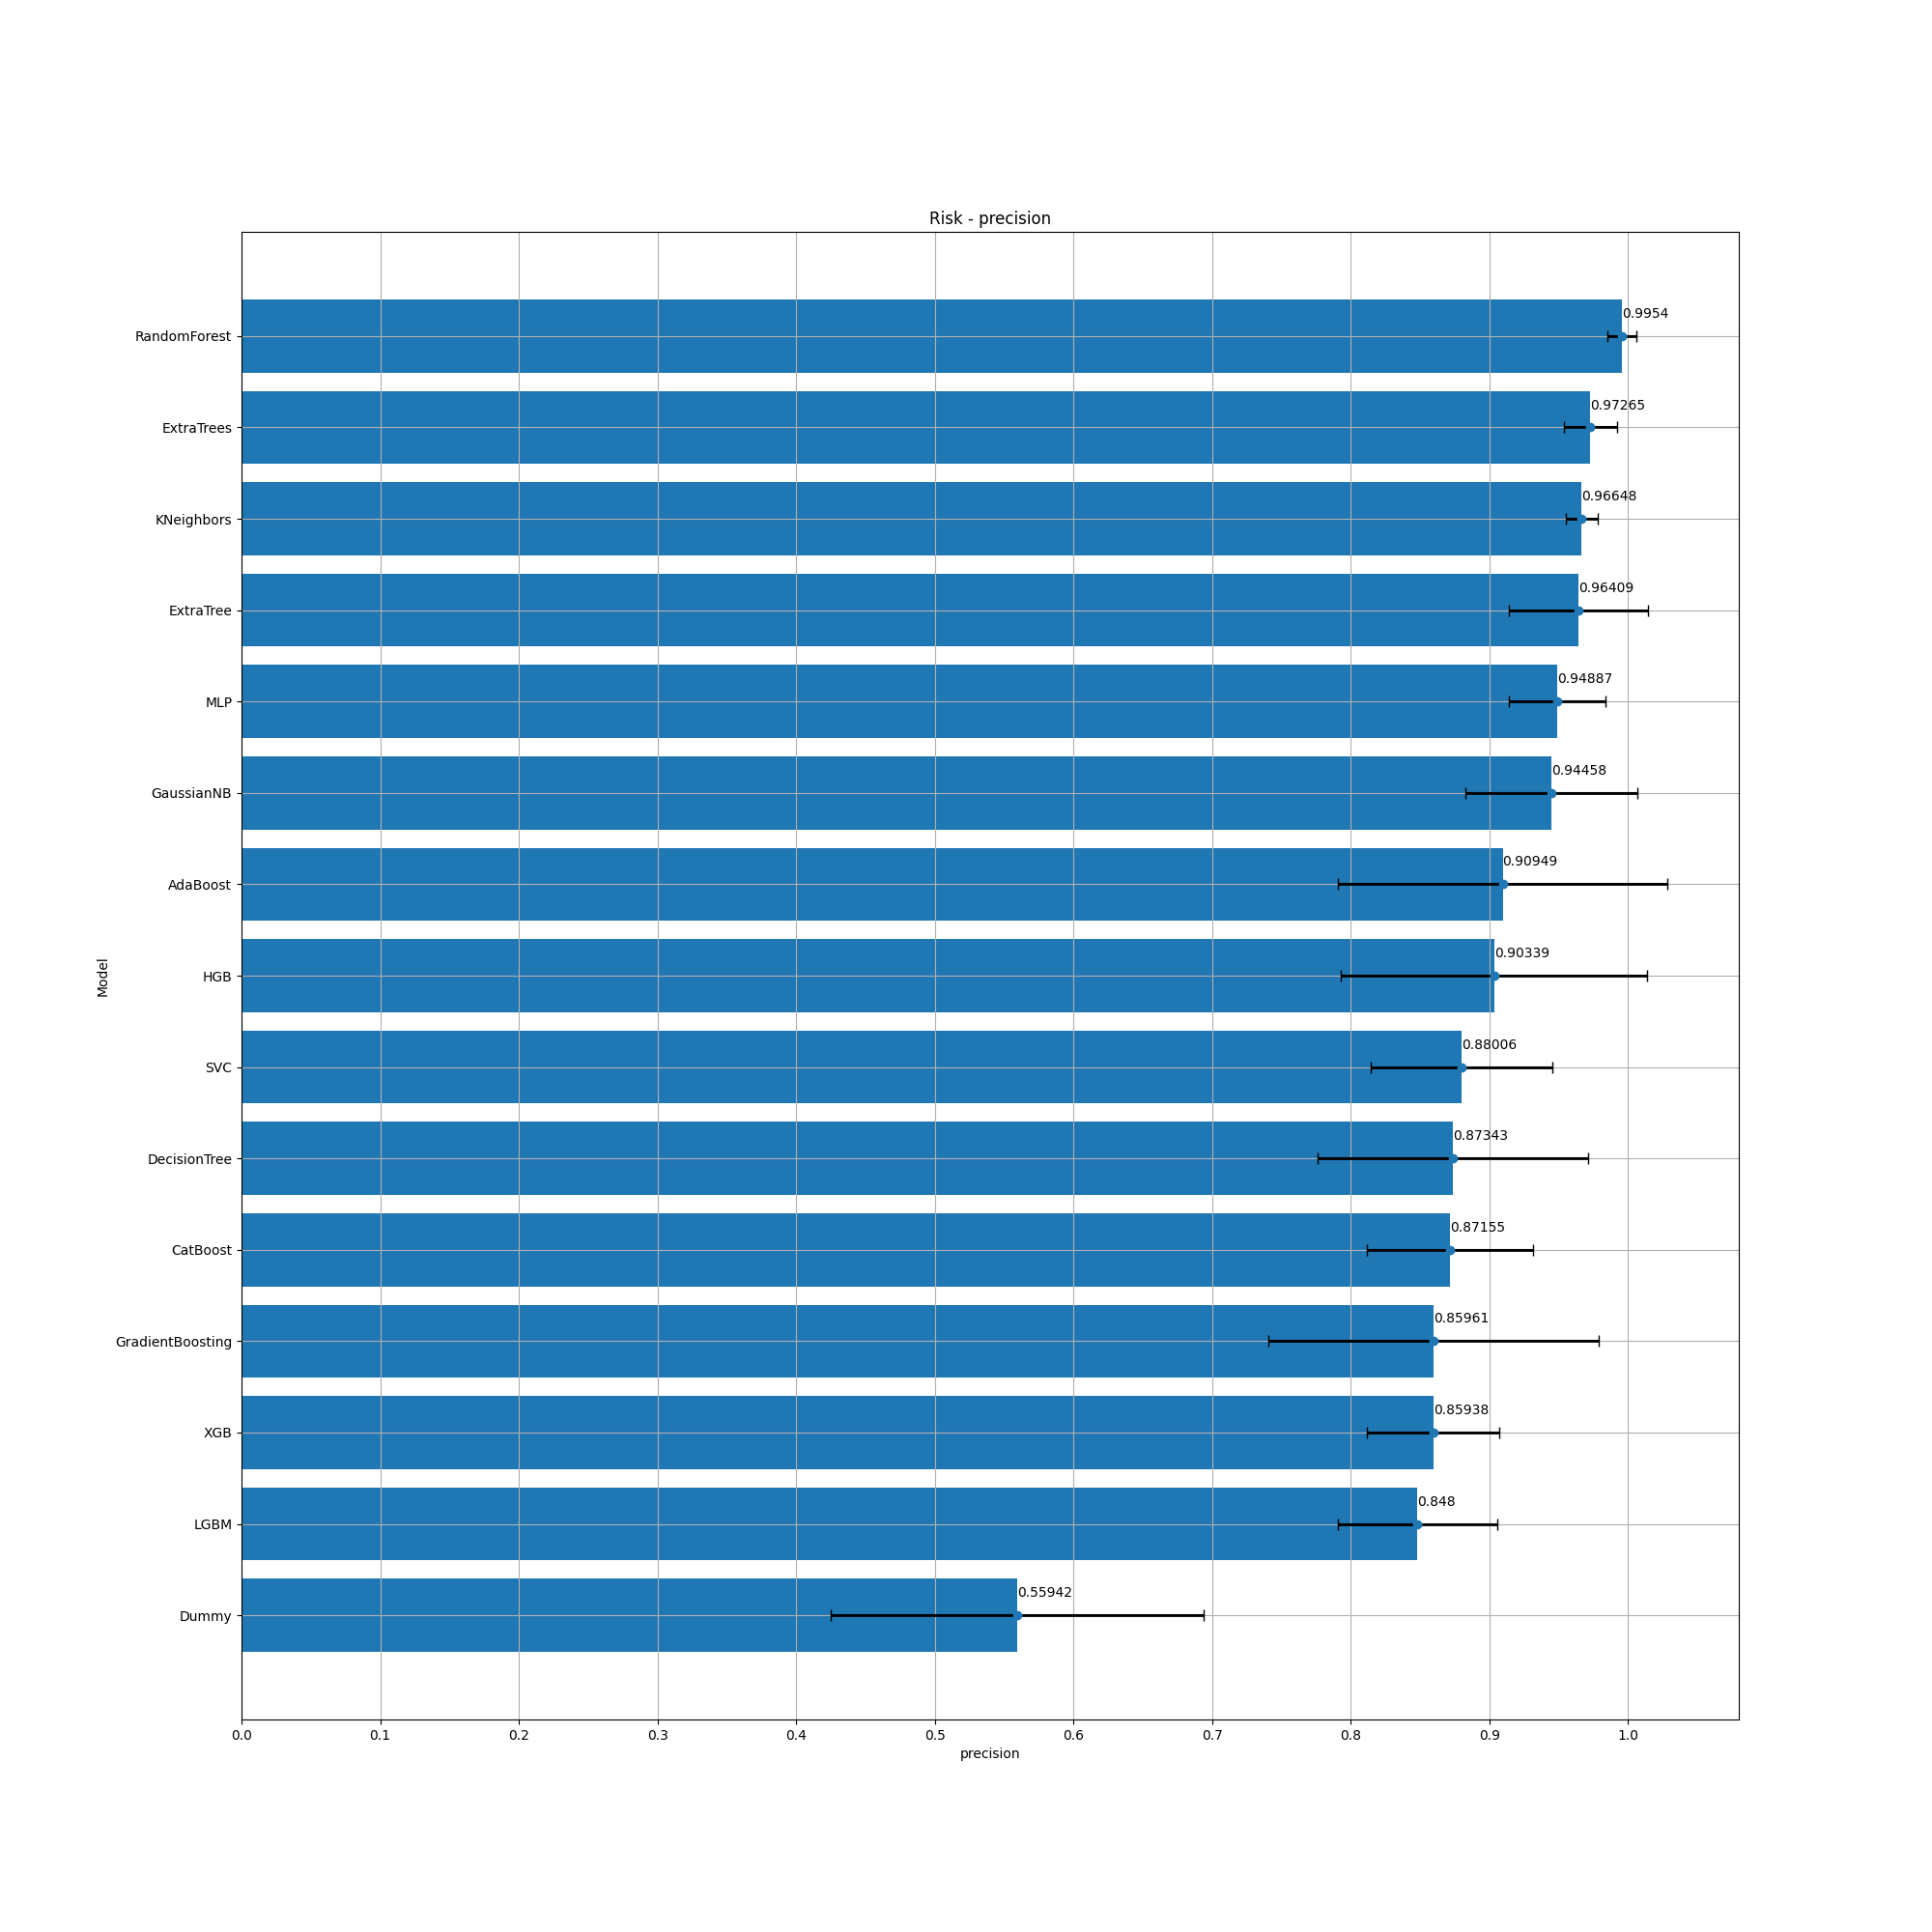 Risk - precision
RandomForest 0.9954
ExtraTrees 0.97265
KNeighbors 0.96648
ExtraTree 0.96409
MLP 0.94887
GaussianNB 0.94458
AdaBoost 0.90949
HGB 0.90339
Model
SVC 0.88006
DecisionTree 0.87343
CatBoost 0.87155
GradientBoosting 0.85961
XGB 0.85938
LGBM 0.848
Dummy 0.55942
0.0 0.1 0.2 0.3 0.4 0.5 0.6 0.7 0.8 0.9 1.0
precision